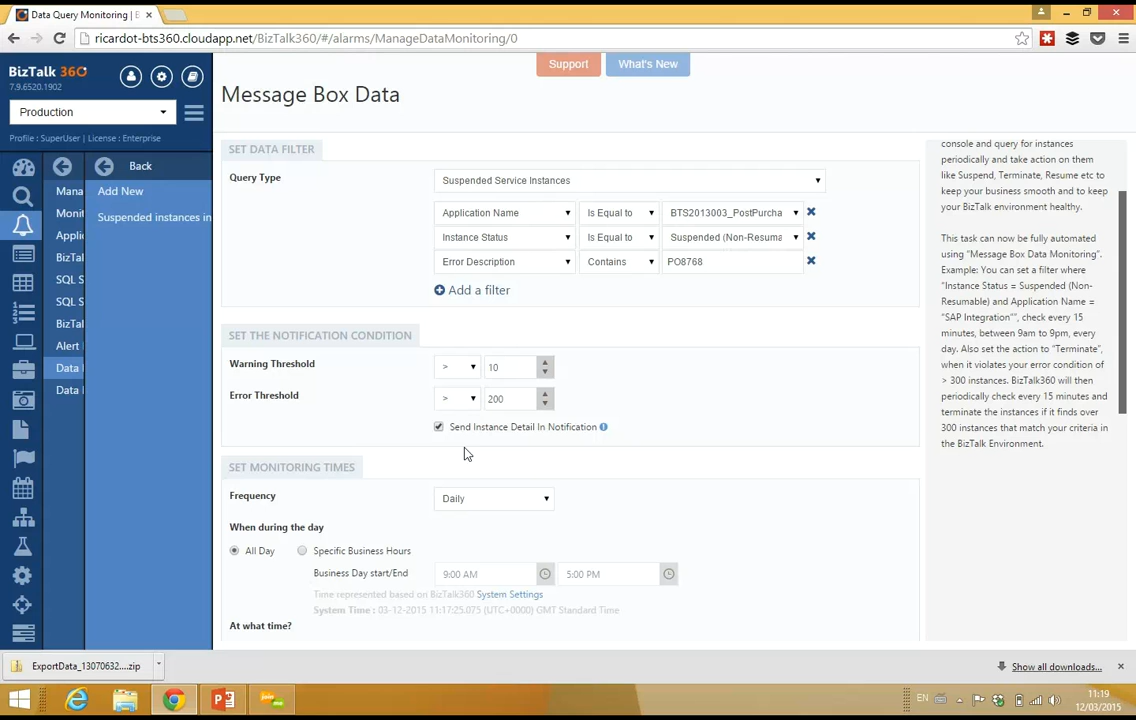 Data Query Monitoring | B
ricardot-bts360.cloudapp.net/BizTalk360/#/alarms/ManageDataMonitoring/0
BizTalk 360
7.9.6520.1902
Production
Profile : SuperUser | License : Enterprise
Back
Add New
Suspended instances in
Mana
Monit
Applic
BizTal
SQL S
SQL S
BizTal
Alert
Data
Data
Support
What's New
Message Box Data
SET DATA FILTER
Query Type
Suspended Service Instances
Application Name
Is Equal to
BTS2013003_PostPurcha
Instance Status
Is Equal to
Suspended (Non-Resuma
Error Description
Contains
PO8768
Add a filter
SET THE NOTIFICATION CONDITION
Warning Threshold
>
10
Error Threshold
>
200
Send Instance Detail In Notification
SET MONITORING TIMES
Frequency
Daily
When during the day
All Day
Specific Business Hours
Business Day start/End
9:00 AM
5:00 PM
Time represented based on BizTalk360 System Settings
System Time : 03-12-2015 11:17:25.075 (UTC+0000) GMT Standard Time
At what time?
console and query for instances
periodically and take action on them
like Suspend, Terminate, Resume etc to
keep your business smooth and to keep
your BizTalk environment healthy.
This task can now be fully automated
using "Message Box Data Monitoring".
Example: You can set a filter where
"Instance Status = Suspended (Non-
Resumable) and Application Name =
"SAP Integration"", check every 15
minutes, between 9am to 9pm, every
day. Also set the action to "Terminate",
when it violates your error condition of
> 300 instances. BizTalk360 will then
periodically check every 15 minutes and
terminate the instances if it finds over
300 instances that match your criteria in
the BizTalk Environment.
ExportData_13070632....zip
Show all downloads...
EN
11:19
12/03/2015